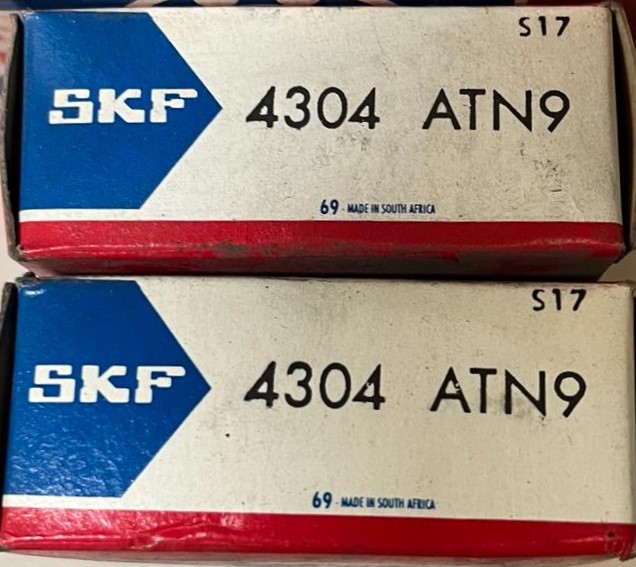 S17
SKF 4304 ATN9
69 - MADE IN SOUTH AFRICA
S17
SKF 4304 ATN9
69 - MADE IN SOUTH AFRICA